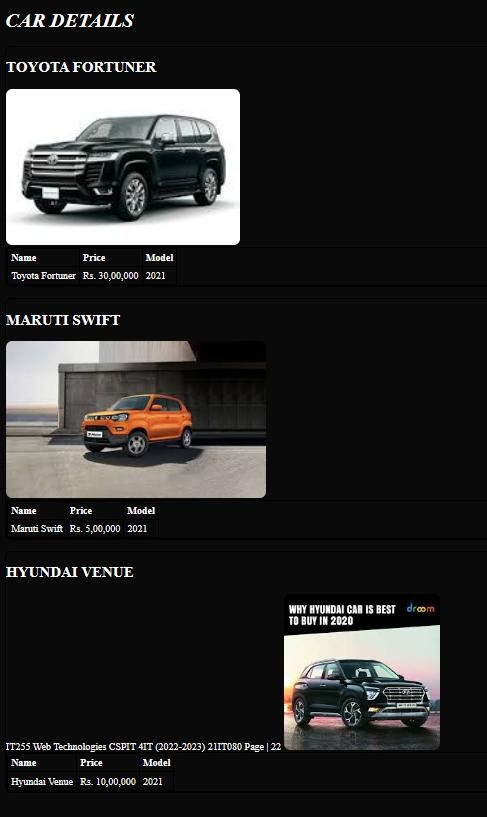 CAR DETAILS
TOYOTA FORTUNER
Name Price Model
Toyota Fortuner Rs. 30,00,000 2021
MARUTI SWIFT
Name Price Model
Maruti Swift Rs. 5,00,000 2021
HYUNDAI VENUE
WHY HYUNDAI CAR IS BEST droom
TO BUY IN 2020
IT255 Web Technologies CSPIT 4IT (2022-2023) 21IT080 Page | 22
Name Price Model
Hyundai Venue Rs. 10,00,000 2021